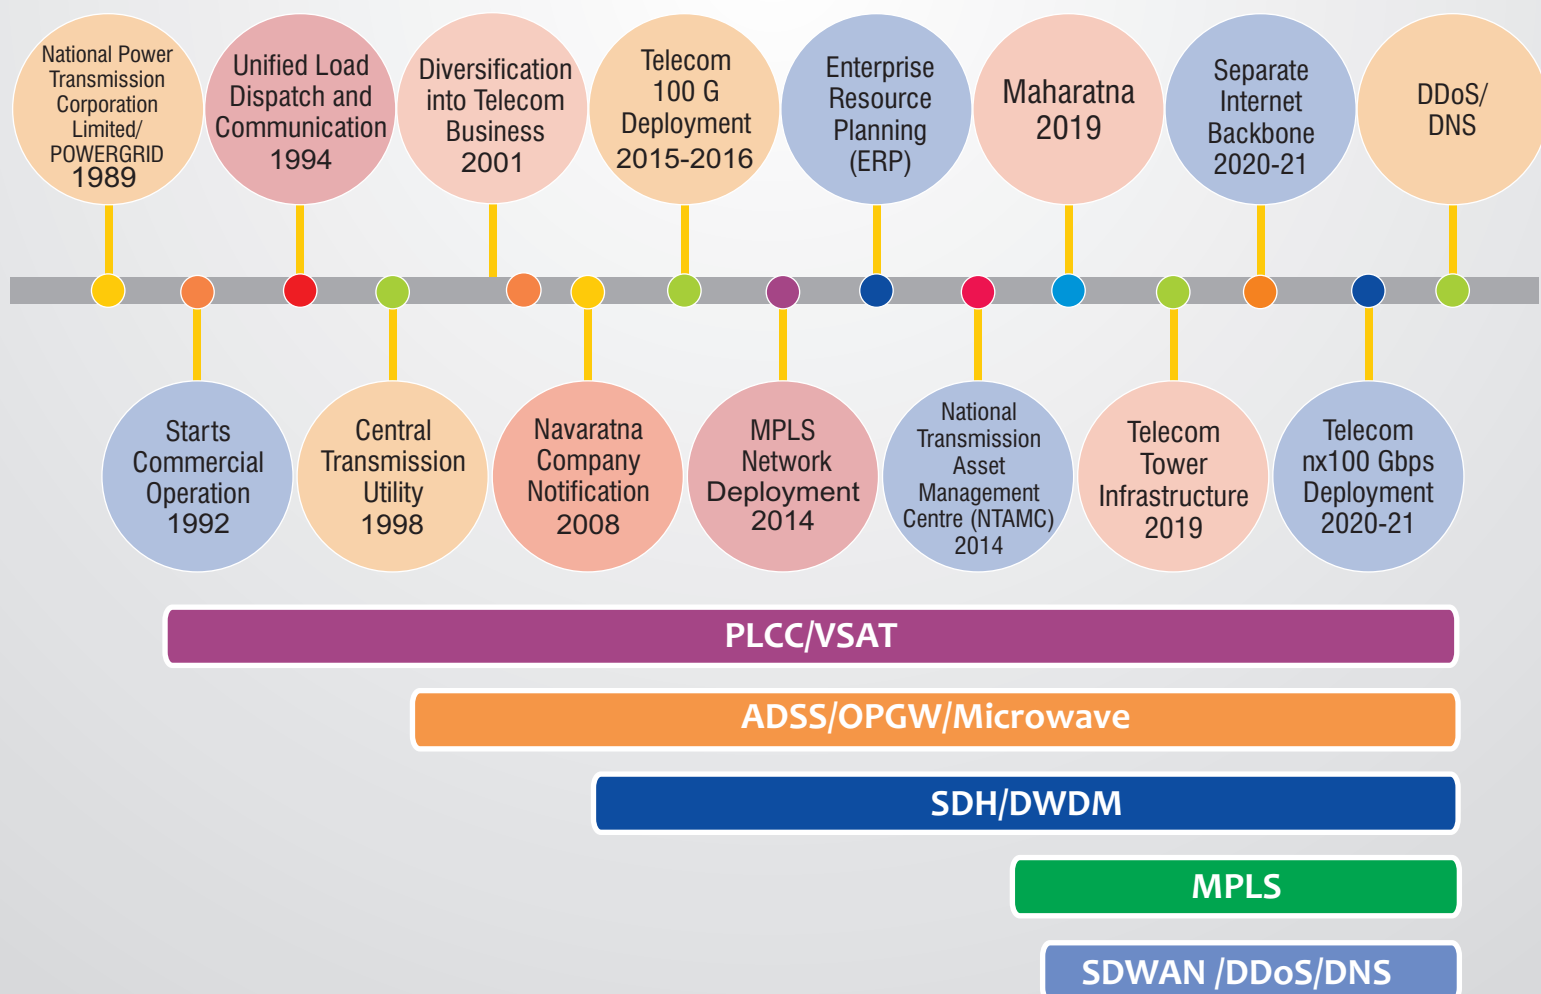 National Power
Transmission
Corporation
Limited/
POWERGRID
1989
Unified Load
Dispatch and
Communication
1994
Diversification
into Telecom
Business
2001
Telecom
100 G
Deployment
2015-2016
Enterprise
Resource
Planning
(ERP)
Maharatna
2019
Separate
Internet
Backbone
2020-21
DDoS/
DNS
Starts
Commercial
Operation
1992
Central
Transmission
Utility
1998
Navaratna
Company
Notification
2008
MPLS
Network
Deployment
2014
National
Transmission
Asset
Management
Centre (NTAMC)
2014
Telecom
Tower
Infrastructure
2019
Telecom
nx100 Gbps
Deployment
2020-21
PLCC/VSAT
ADSS/OPGW/Microwave
SDH/DWDM
MPLS
SDWAN /DDoS/DNS